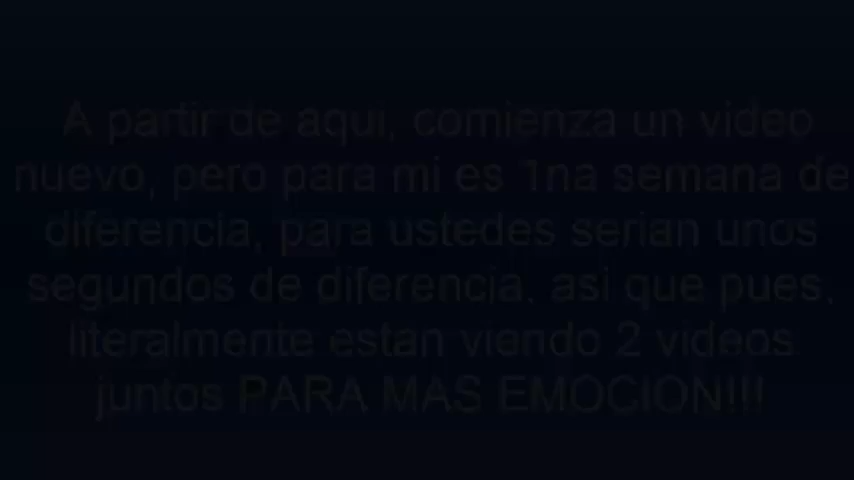 A partir de aqui, comienza un video
nuevo, pero para mi es 1na semana de
diferencia, para ustedes serian unos
segundos de diferencia, asi que pues,
literalmente estan viendo 2 videos
juntos PARA MAS EMOCION!!!